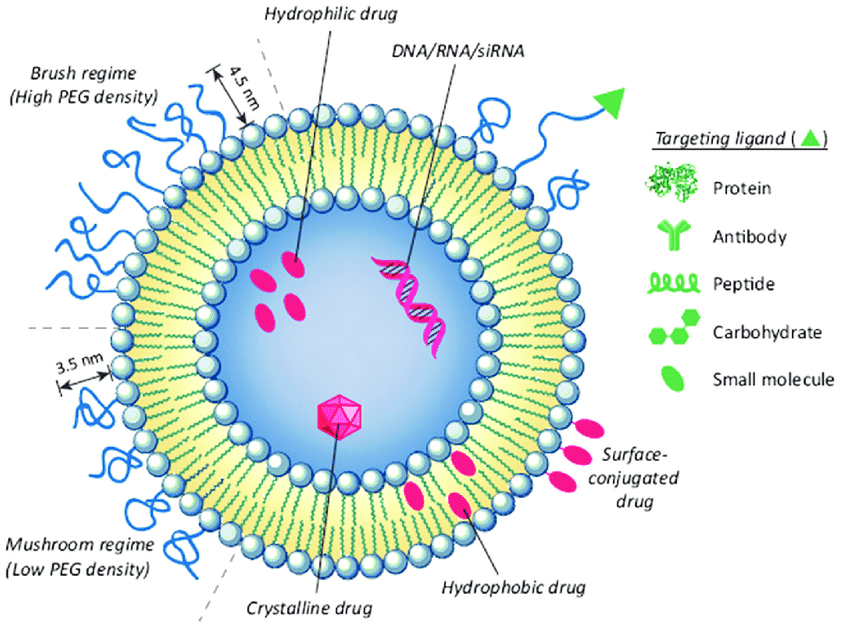 Hydrophilic drug
DNA/RNA/siRNA
Brush regime
(High PEG density)
4.5 nm
Targeting ligand ( )
Protein
Antibody
Peptide
Carbohydrate
Small molecule
3.5 nm
Surface-
conjugated
drug
Mushroom regime
(Low PEG density)
Hydrophobic drug
Crystalline drug